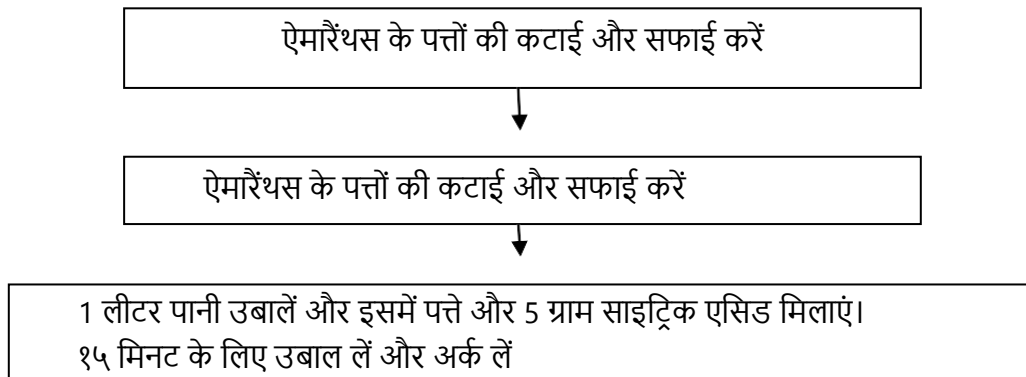 ऐमारैंथस के पत्तों की कटाई और सफाई करें
ऐमारैंथस के पत्तों की कटाई और सफाई करें
1 लीटर पानी उबालें और इसमें पत्ते और 5 ग्राम साइट्रिक एसिड मिलाएं।
१५ मिनट के लिए उबाल लें और अर्क लें